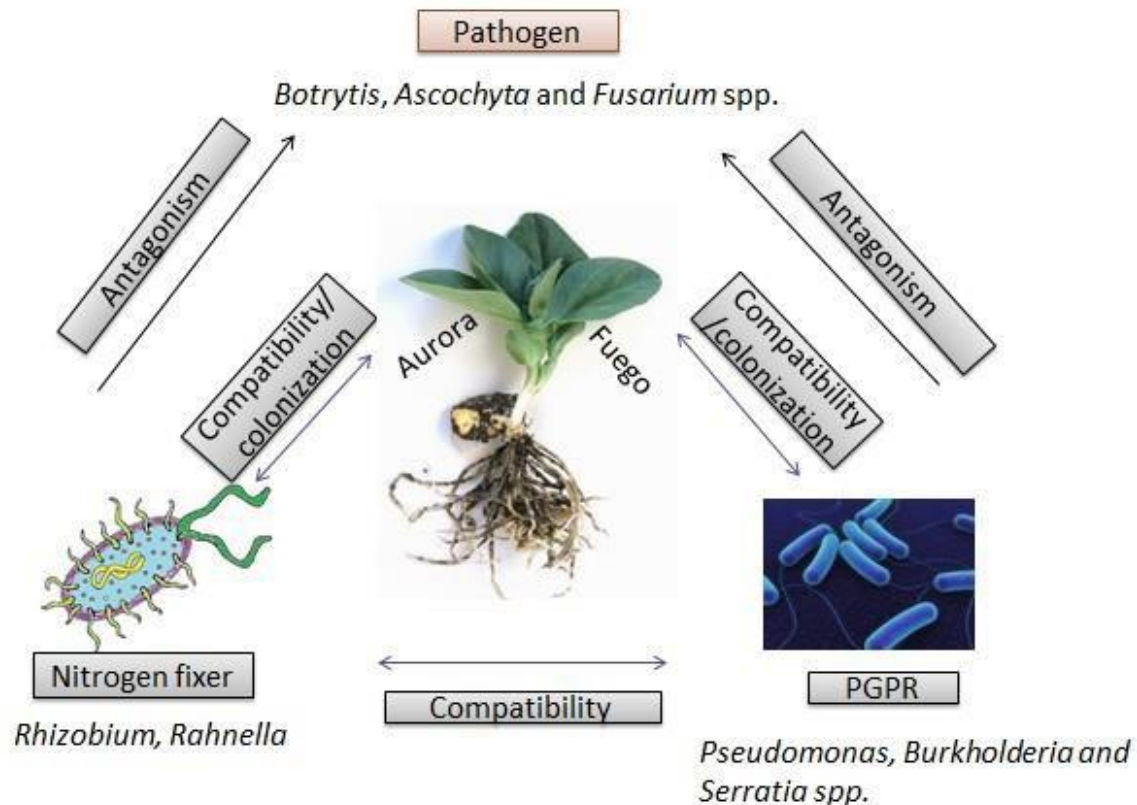 Pathogen
Botrytis, Ascochyta and Fusarium spp.
Antagonism
Antagonism
Compatibility/
colonization
Aurora
Fuego
Compatibility
/colonization
Nitrogen fixer
Rhizobium, Rahnella
Compatibility
PGPR
Pseudomonas, Burkholderia and
Serratia spp.